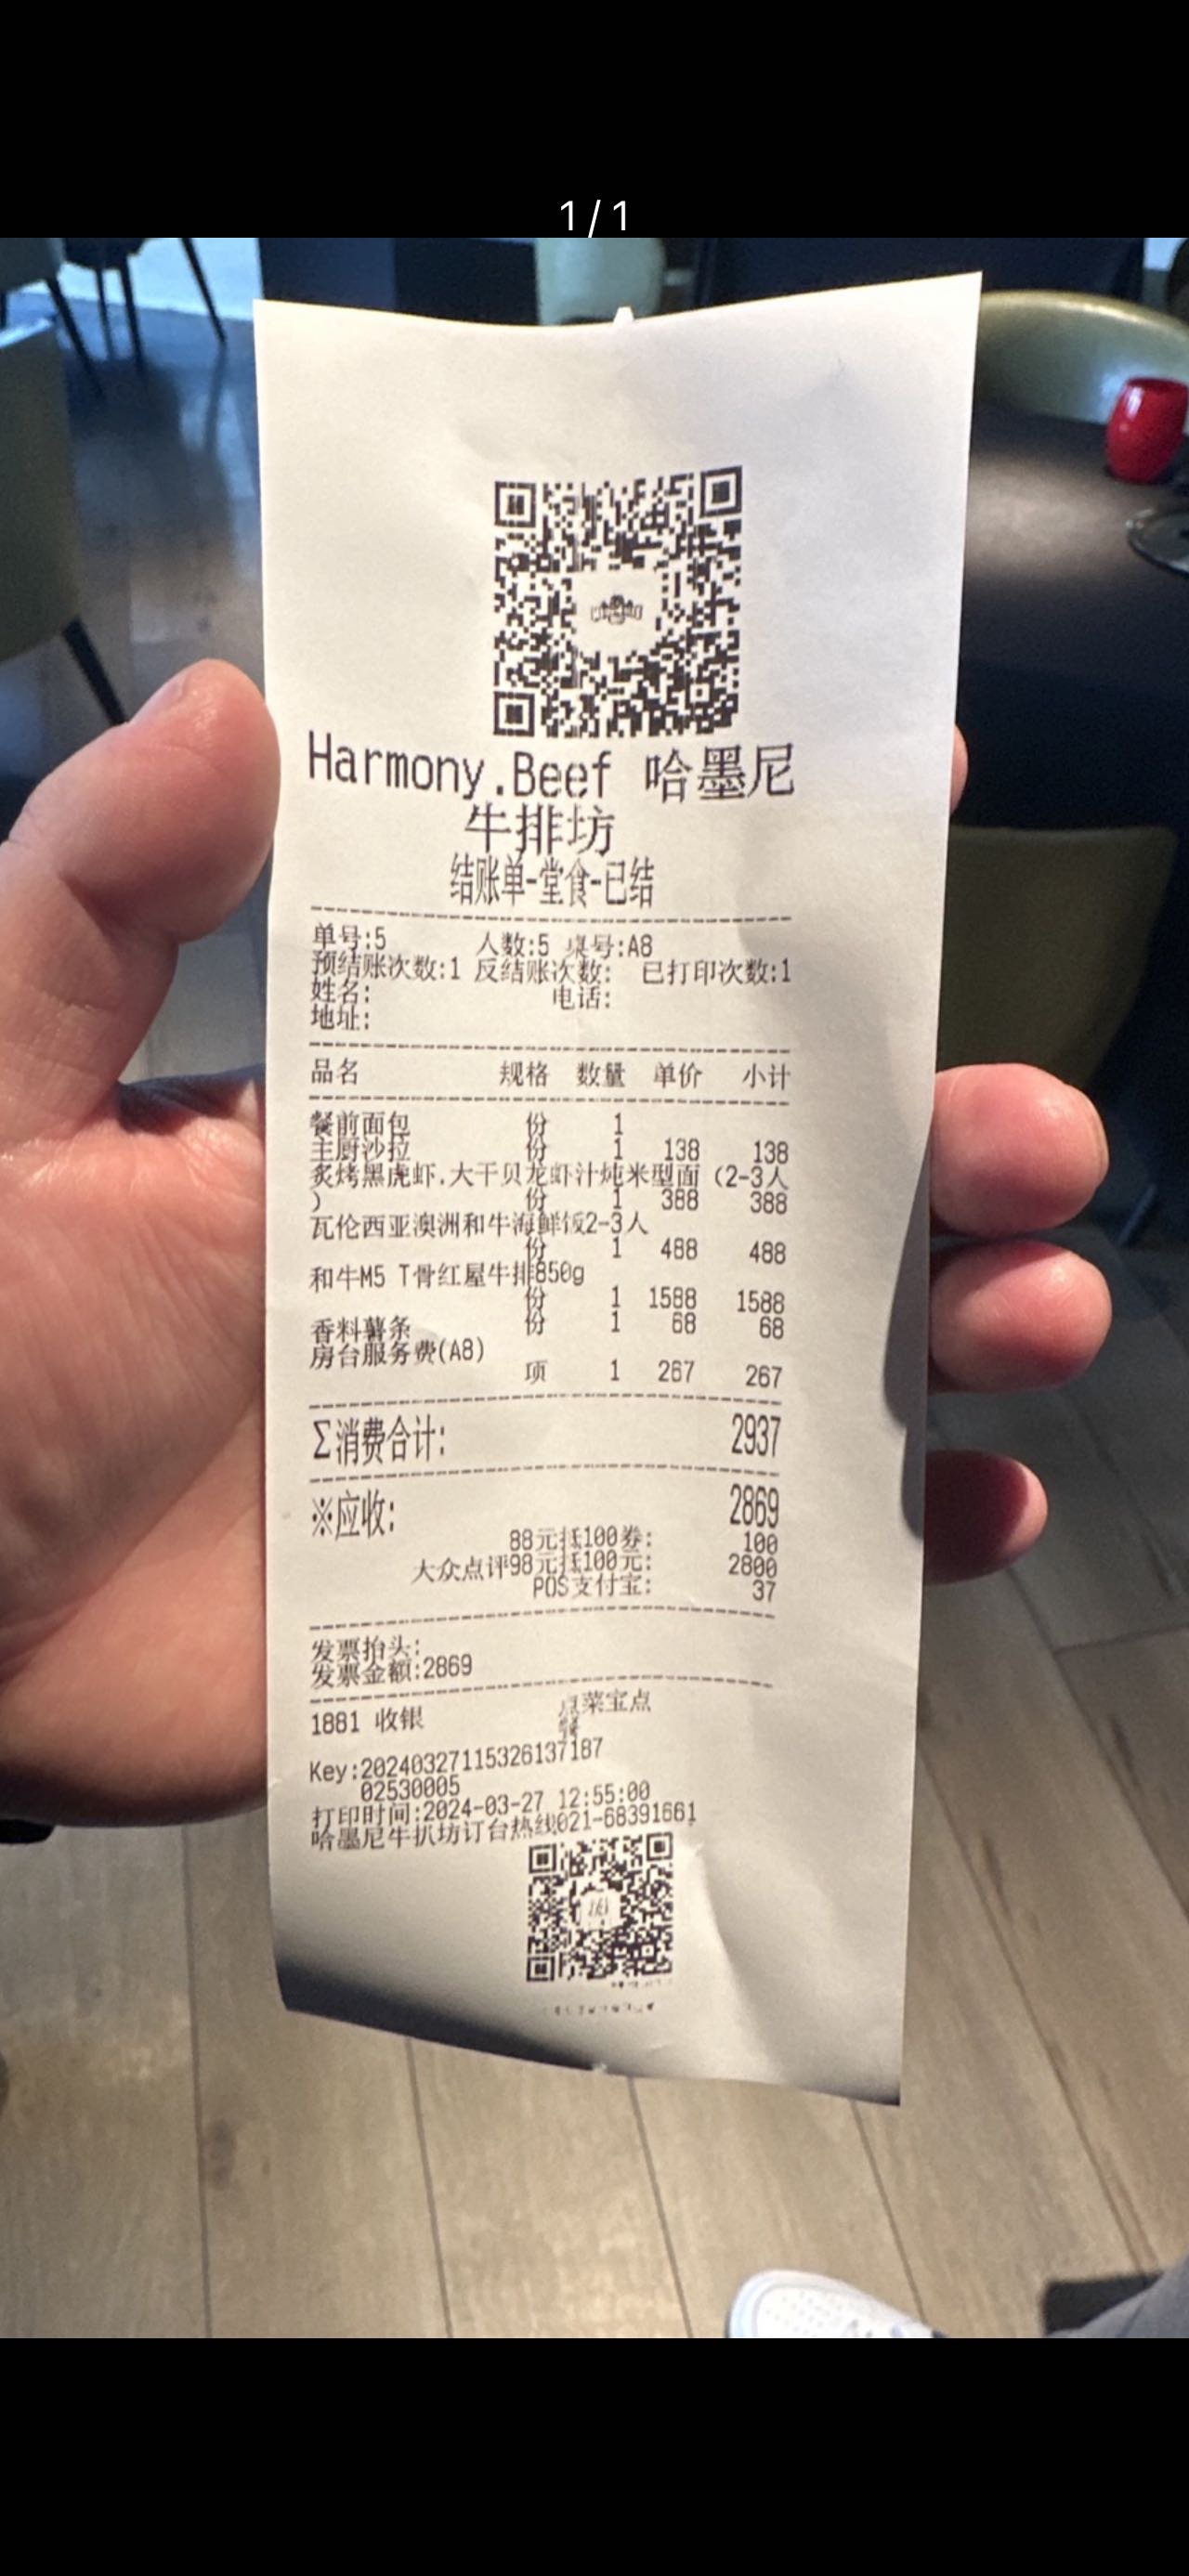 1/1
Harmony.Beef 哈墨尼
牛排坊
结账单-堂食-已结
单号:5 人数:5 桌号:A8
预结账次数:1 反结账次数: 已打印次数:1
姓名: 电话:
地址:
品名 规格 数量 单价 小计
餐前面包 份 1
主厨沙拉 份 1 138 138
炙烤黑虎虾.大干贝龙虾汁炖米型面 (2-3人
) 份 1 388 388
瓦伦西亚澳洲和牛海鲜饭2-3人
份 1 488 488
和牛M5 T骨红屋牛排850g
份 1 1588 1588
香料薯条 份 1 68 68
房台服务费(A8)
项 1 267 267
Σ消费合计: 2937
※应收: 2869
88元抵100券: 100
大众点评98元抵100元: 2800
POS支付宝: 37
发票抬头:
发票金额:2869
1881 收银 点菜宝点
Key:20240327115326137187
02530005
打印时间:2024-03-27 12:55:00
哈墨尼牛扒坊订台热线021-68391661